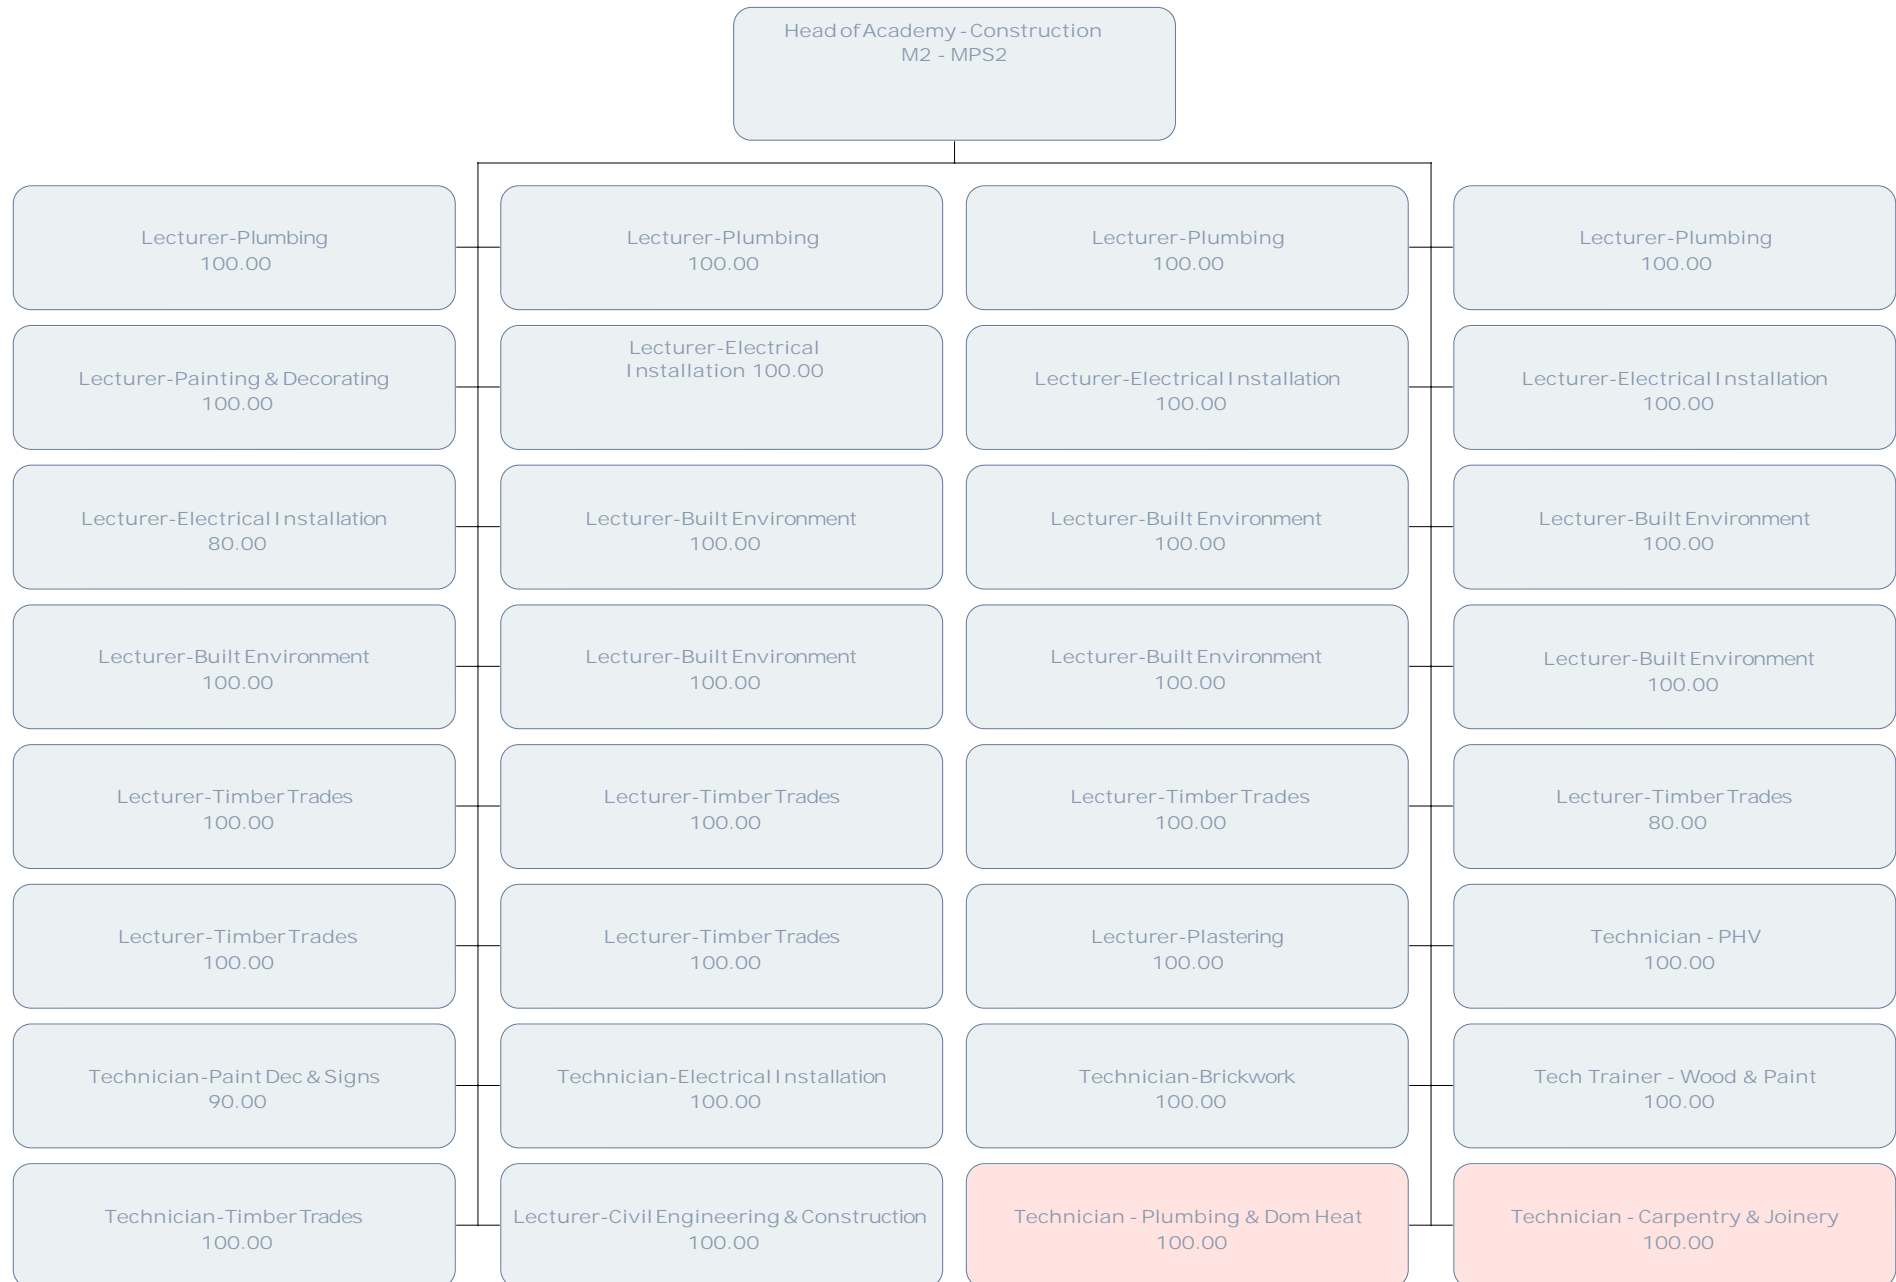 Head of Academy - Construction
M2 - MPS2
Lecturer-Plumbing
100.00
Lecturer-Plumbing
100.00
Lecturer-Plumbing
100.00
Lecturer-Plumbing
100.00
Lecturer-Painting & Decorating
100.00
Lecturer-Electrical
Installation 100.00
Lecturer-Electrical Installation
100.00
Lecturer-Electrical Installation
100.00
Lecturer-Electrical Installation
80.00
Lecturer-Built Environment
100.00
Lecturer-Built Environment
100.00
Lecturer-Built Environment
100.00
Lecturer-Built Environment
100.00
Lecturer-Built Environment
100.00
Lecturer-Built Environment
100.00
Lecturer-Built Environment
100.00
Lecturer-Timber Trades
100.00
Lecturer-Timber Trades
100.00
Lecturer-Timber Trades
100.00
Lecturer-Timber Trades
80.00
Lecturer-Timber Trades
100.00
Lecturer-Timber Trades
100.00
Lecturer-Plastering
100.00
Technician - PHV
100.00
Technician-Paint Dec & Signs
90.00
Technician-Electrical Installation
100.00
Technician-Brickwork
100.00
Tech Trainer - Wood & Paint
100.00
Technician-Timber Trades
100.00
Lecturer-Civil Engineering & Construction
100.00
Technician - Plumbing & Dom Heat
100.00
Technician - Carpentry & Joinery
100.00